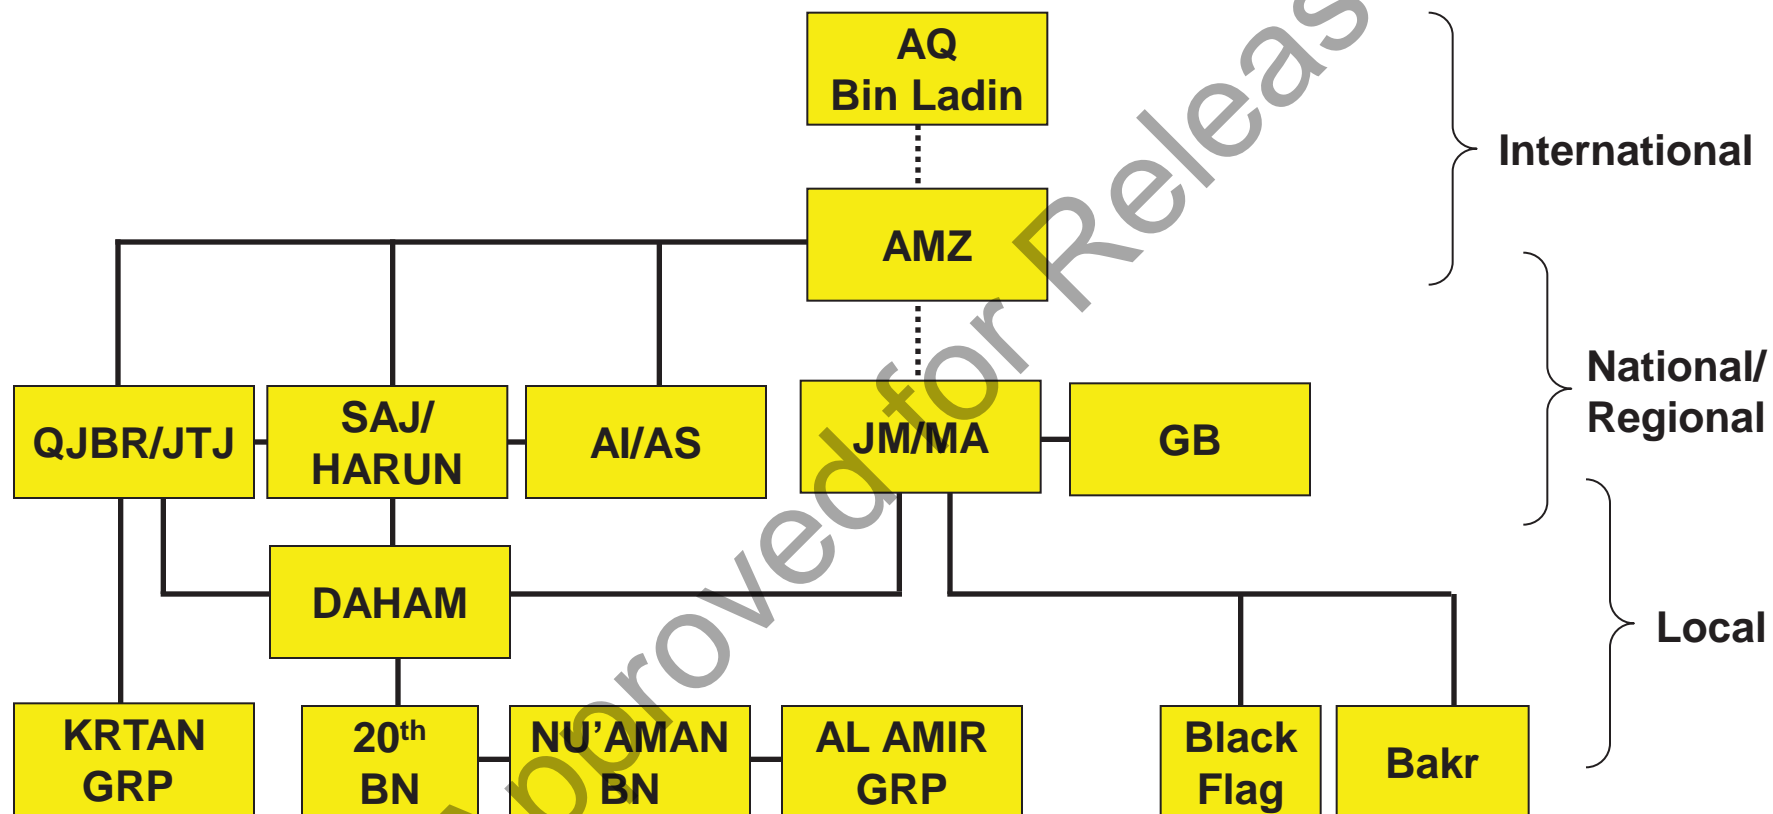 AQ
Bin Ladin
International
AMZ
National/
Regional
QJBR/JTJ
SAJ/
HARUN
AI/AS
JM/MA
GB
DAHAM
Local
KRTAN
GRP
20th
BN
NU’AMAN
BN
AL AMIR
GRP
Black
Flag
Bakr
Approved for Releas